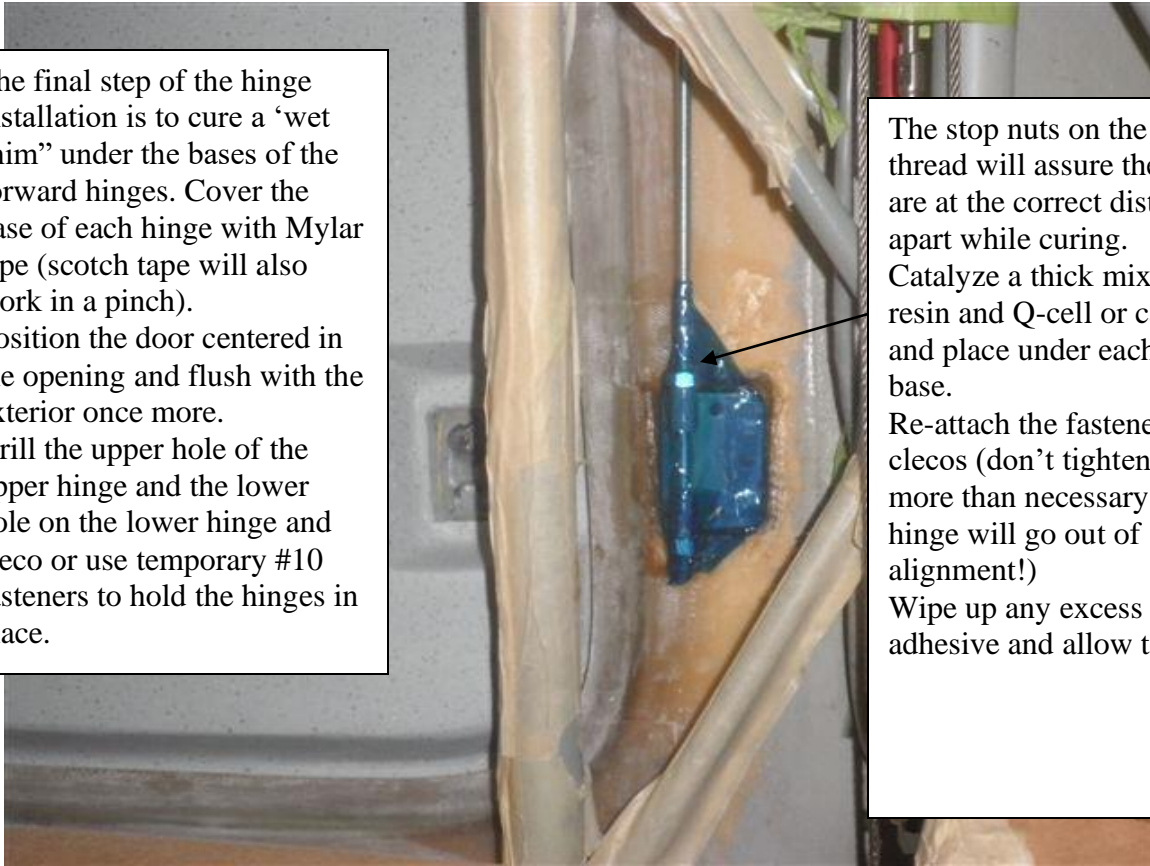 he final step of the hinge
nstallation is to cure a ‘wet
him” under the bases of the
orward hinges. Cover the
ase of each hinge with Mylar
pe (scotch tape will also
ork in a pinch).
osition the door centered in
e opening and flush with the
xterior once more.
rill the upper hole of the
pper hinge and the lower
ole on the lower hinge and
eco or use temporary #10
steners to hold the hinges in
ace.
The stop nuts on the
thread will assure the
are at the correct dist
apart while curing.
Catalyze a thick mix
resin and Q-cell or c
and place under each
base.
Re-attach the fastene
clecos (don’t tighten
more than necessary
hinge will go out of
alignment!)
Wipe up any excess
adhesive and allow t